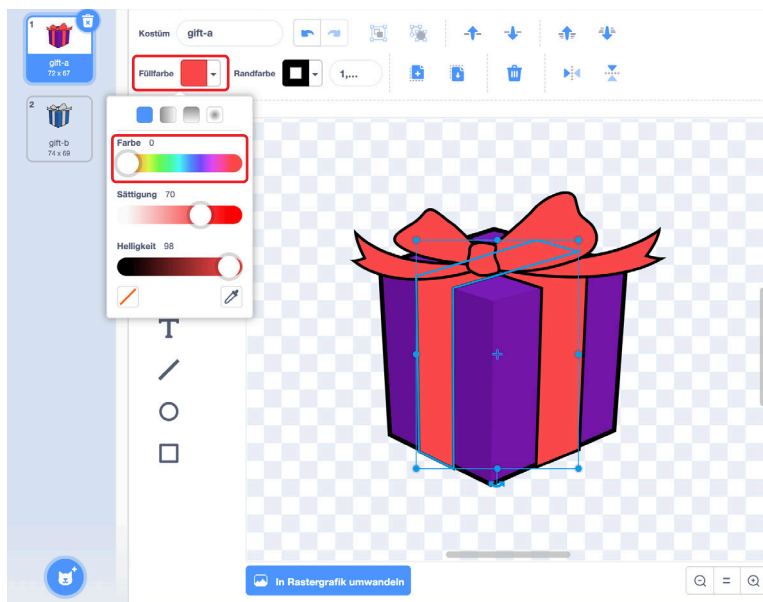 1
gift-a
72 x 67
2
gift-b
74 x 69
Kostüm gift-a
Füllfarbe Randfarbe 1,...
Farbe 0
Sättigung 70
Helligkeit 98
T
In Rastergrafik umwandeln